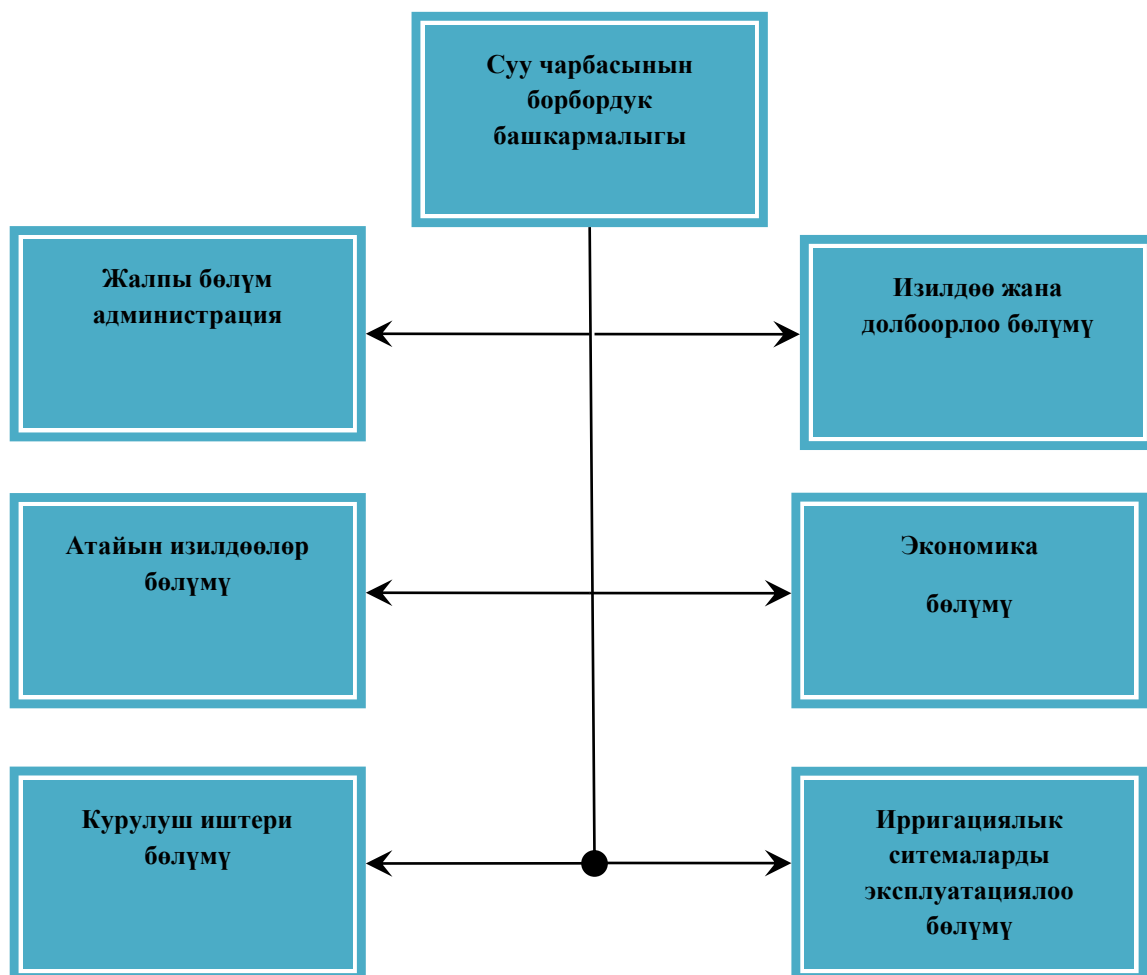 Суу чарбасынын
борбордук
башкармалыгы
Жалпы бөлүм
администрация
Изилдөө жана
долбоорлоо бөлүмү
Атайын изилдөөлөр
бөлүмү
Экономика
бөлүмү
Курулуш иштери
бөлүмү
Ирригациялык
ситемаларды
эксплуатациялоо
бөлүмү